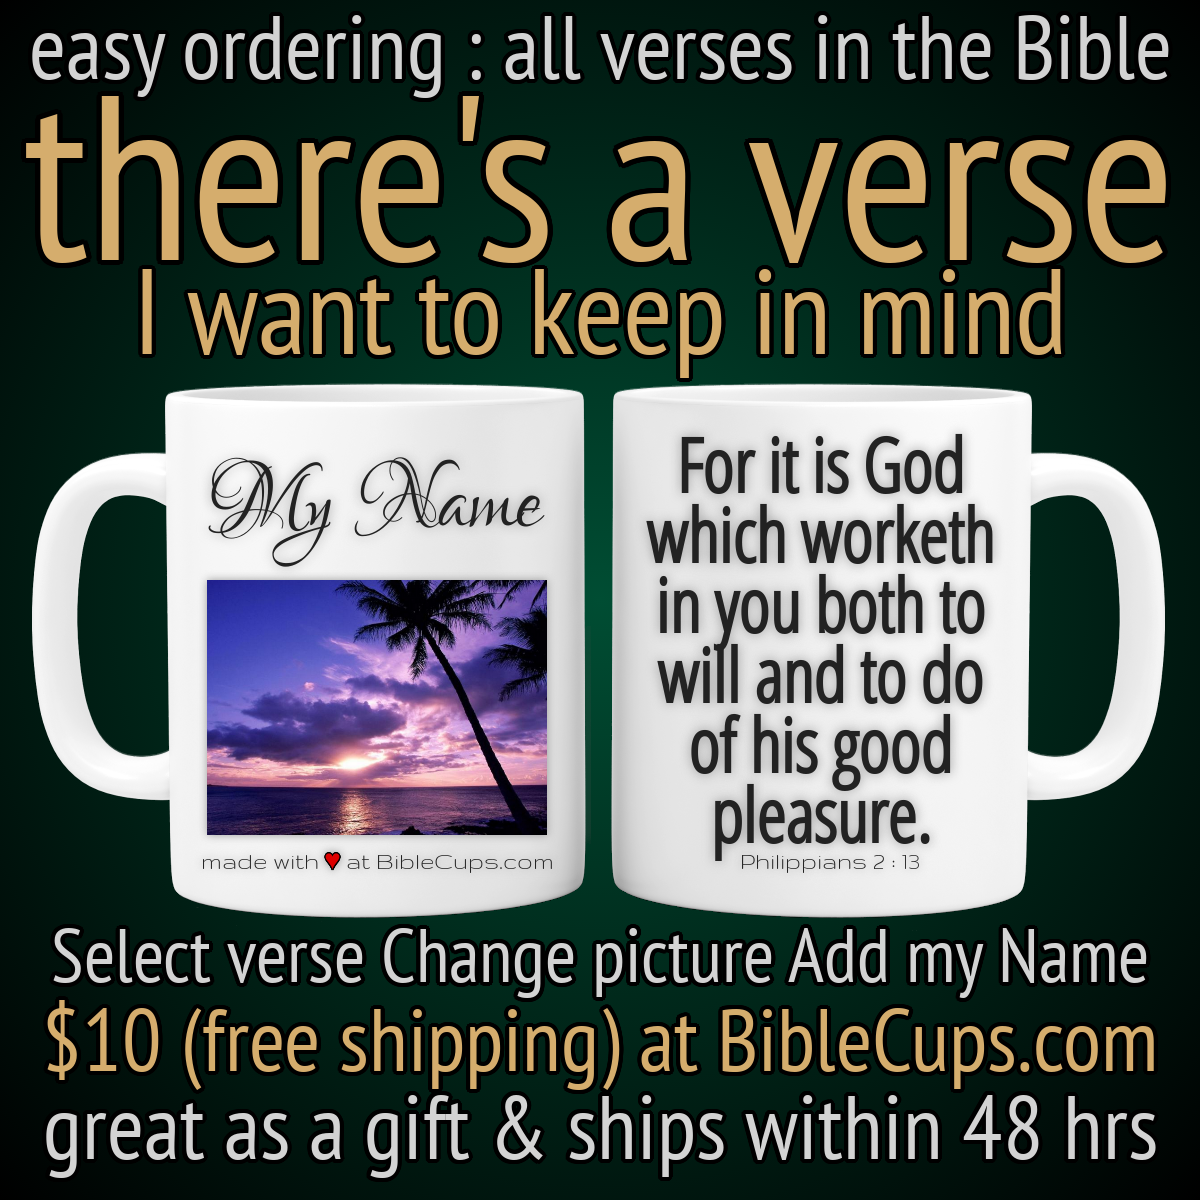 easy ordering : all verses in the Bible
there's a verse
I want to keep in mind
My Name
made with ❤ at BibleCups.com
For it is God
which worketh
in you both to
will and to do
of his good
pleasure.
Philippians 2 : 13
Select verse Change picture Add my Name
$10 (free shipping) at BibleCups.com
great as a gift & ships within 48 hrs